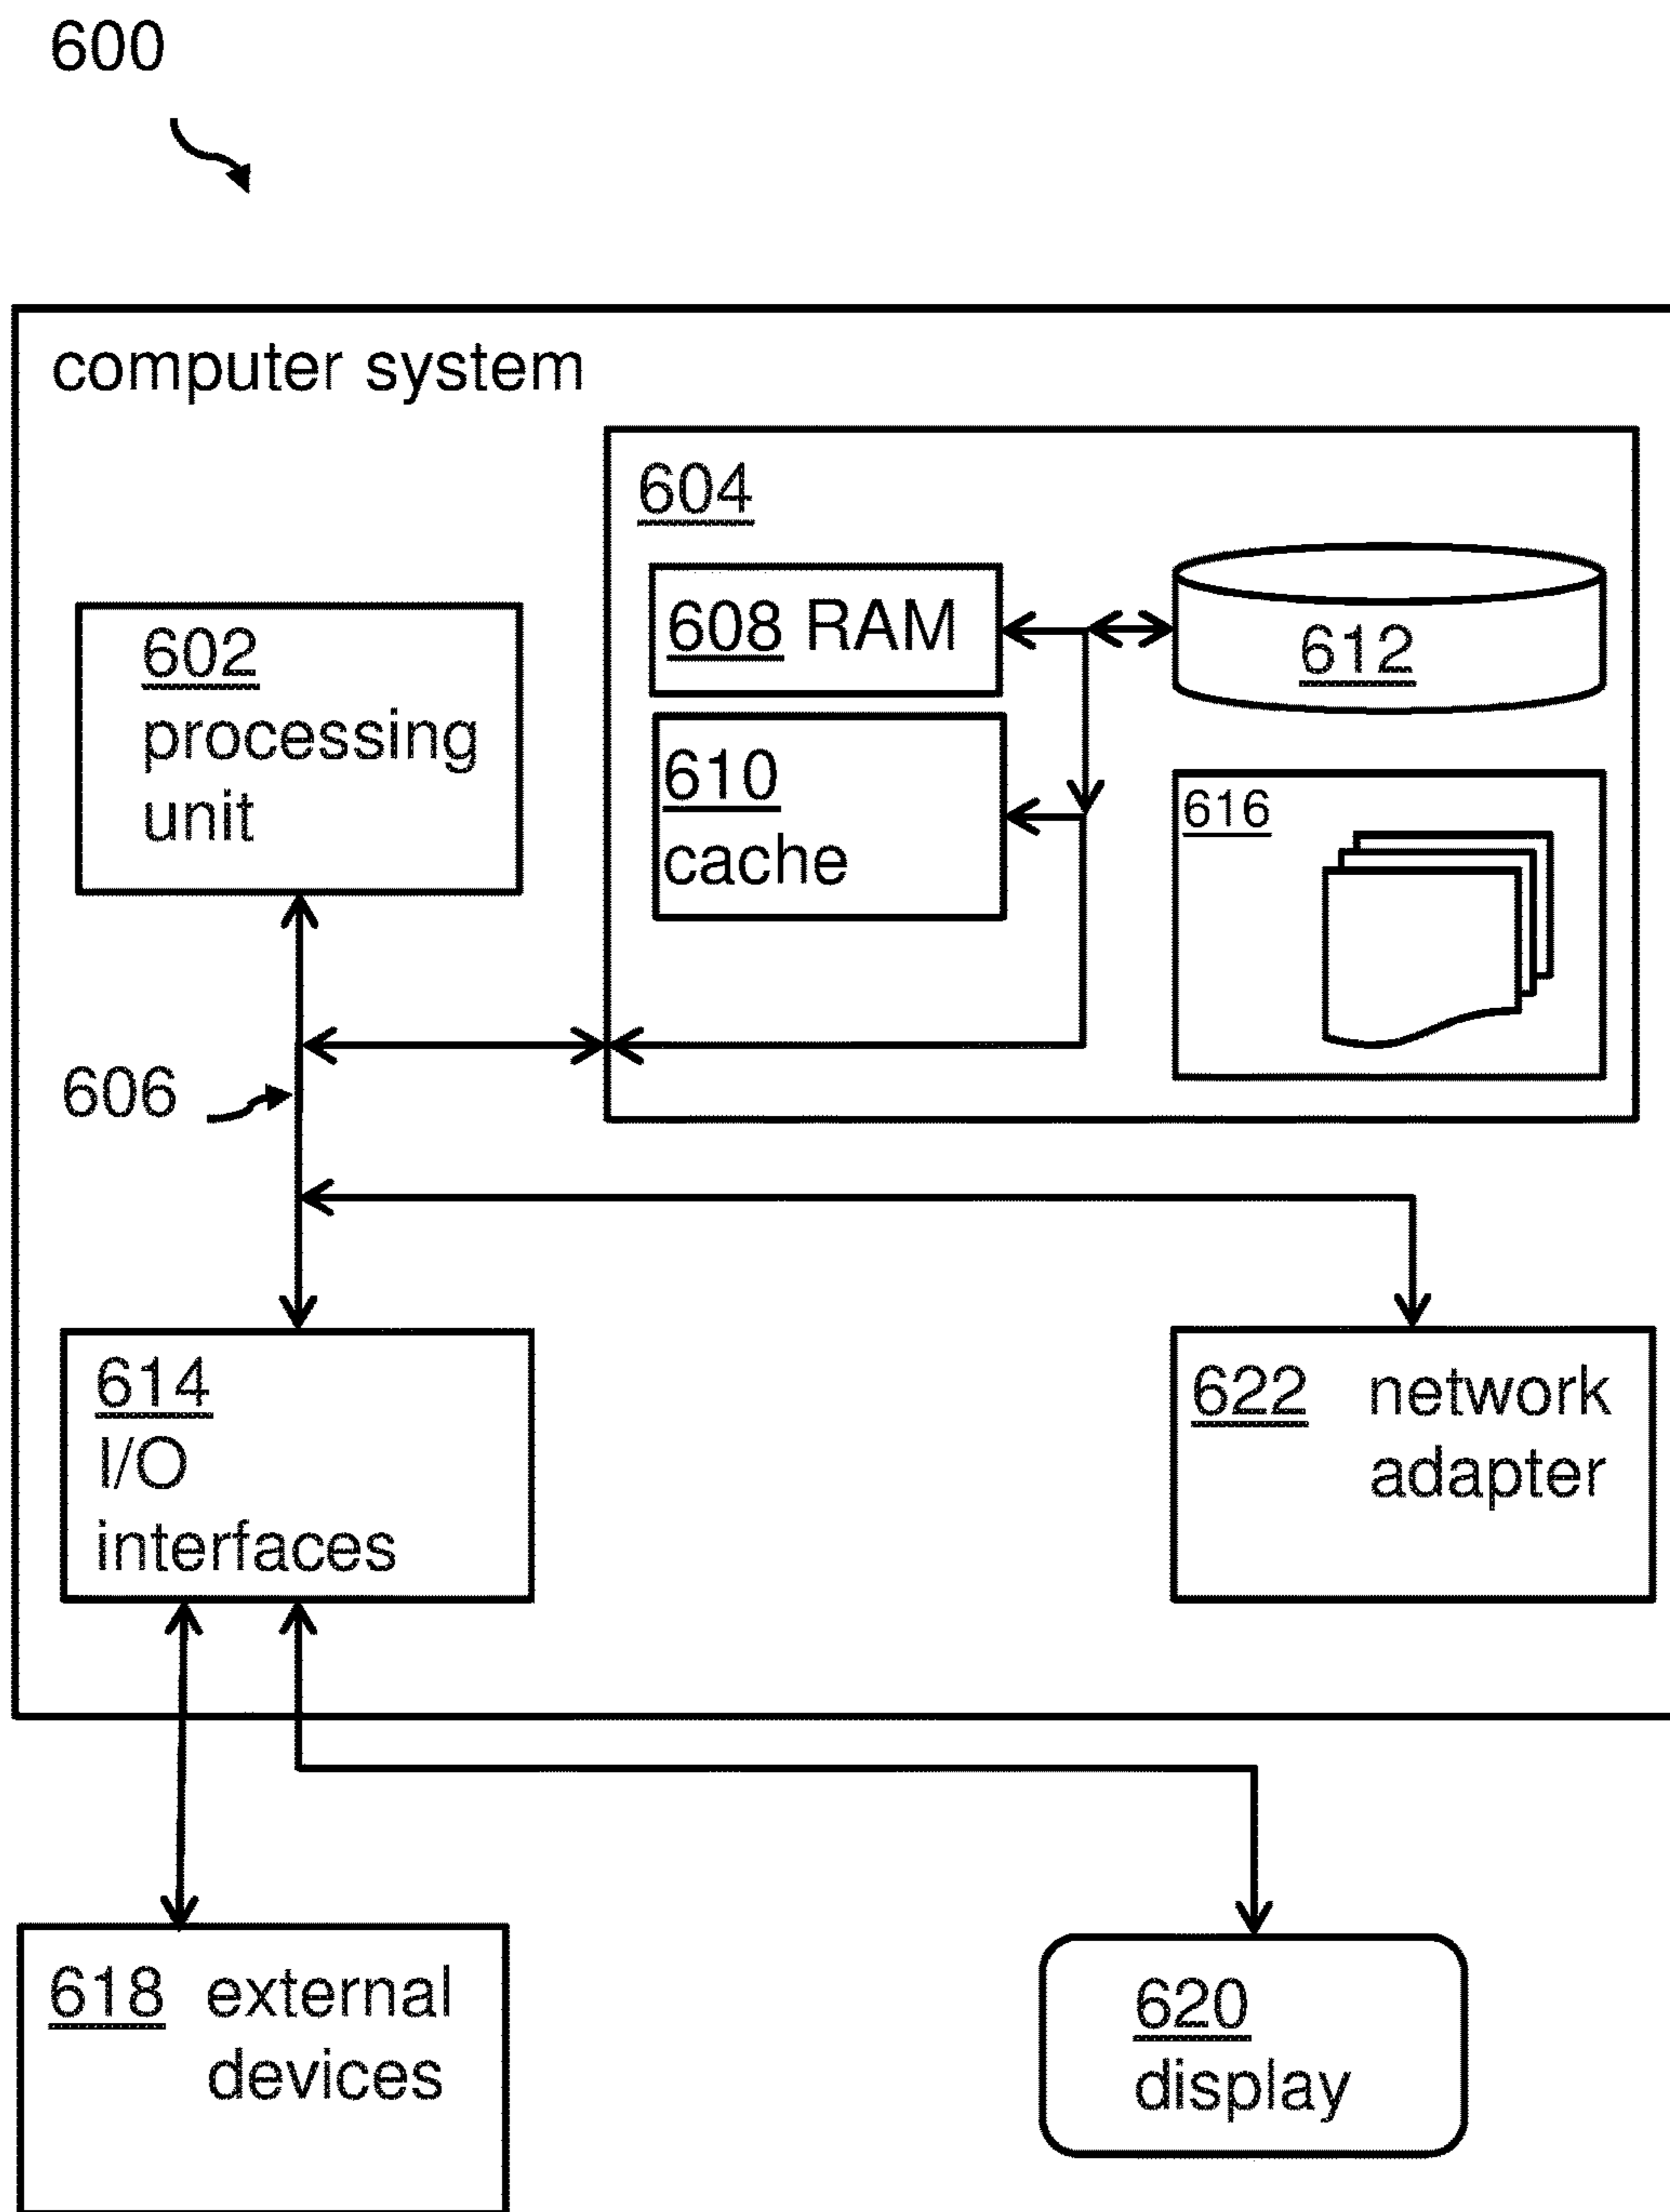 600
computer system
604
608 RAM
612
602
processing
unit
610
cache
616
606
614
I/O
interfaces
622 network
adapter
618 external
devices
620
display